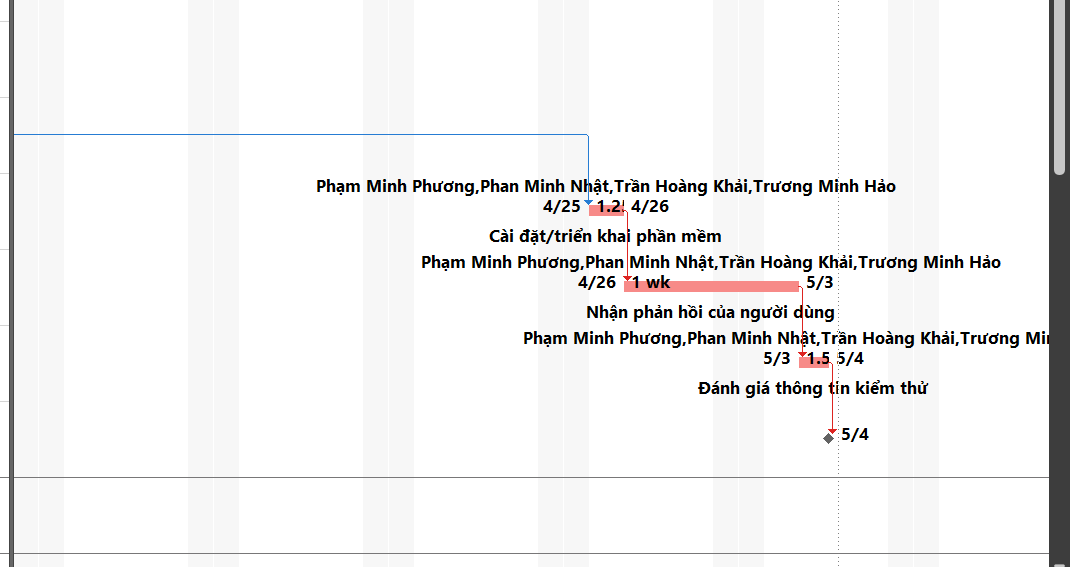 Phạm Minh Phương,Phan Minh Nhật,Trần Hoàng Khải,Trương Minh Hảo
4/25 1.2 4/26
Cài đặt/triển khai phần mềm
Phạm Minh Phương,Phan Minh Nhật,Trần Hoàng Khải,Trương Minh Hảo
4/26 1 wk 5/3
Nhận phản hồi của người dùng
Phạm Minh Phương,Phan Minh Nhật,Trần Hoàng Khải,Trương
5/3 1.5 5/4
Đánh giá thông tin kiểm thử
5/4